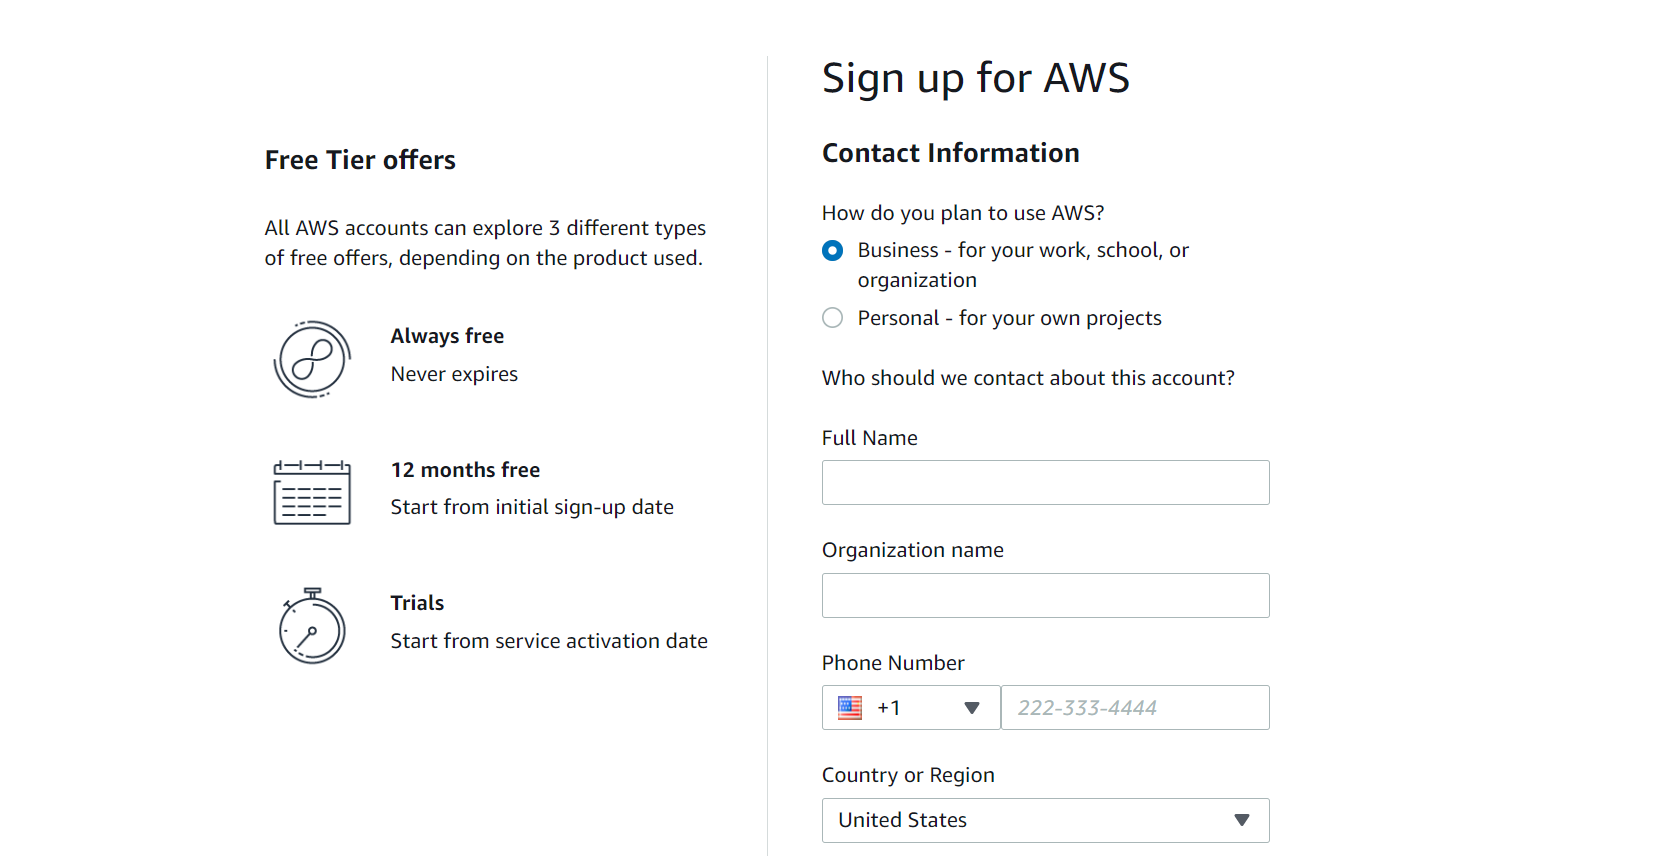 Free Tier offers
All AWS accounts can explore 3 different types
of free offers, depending on the product used.
Always free
Never expires
12 months free
Start from initial sign-up date
Trials
Start from service activation date
Sign up for AWS
Contact Information
How do you plan to use AWS?
Business - for your work, school, or
organization
Personal - for your own projects
Who should we contact about this account?
Full Name
Organization name
Phone Number
+1
222-333-4444
Country or Region
United States